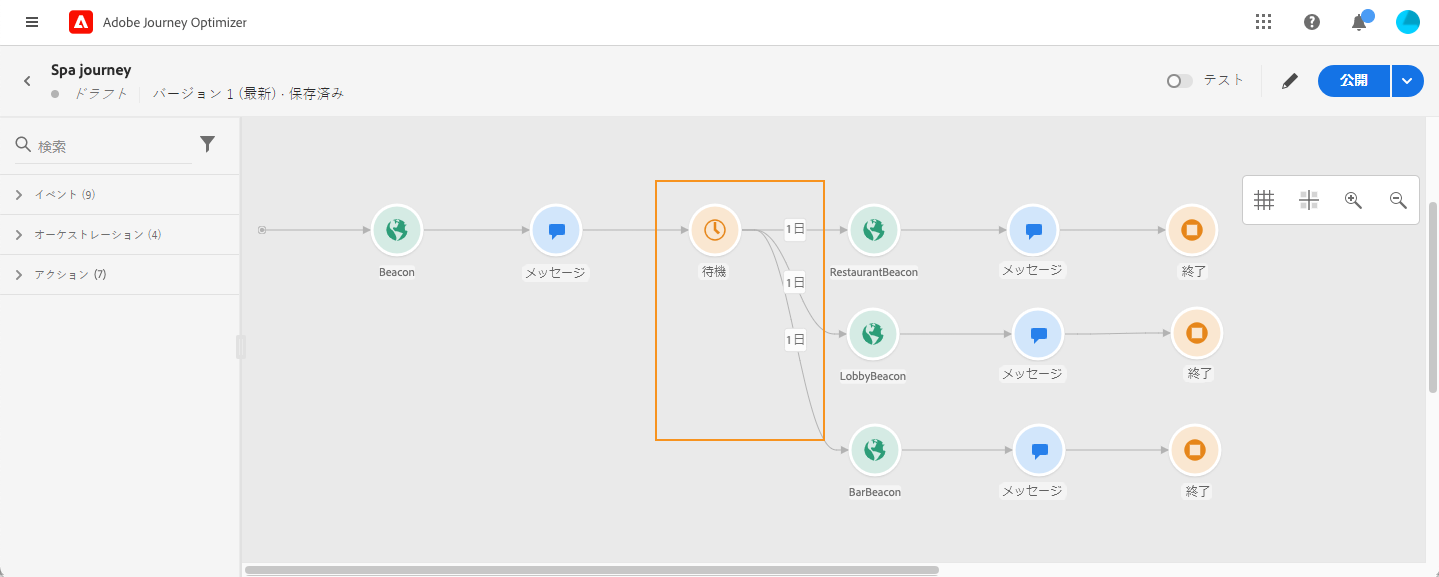 Adobe Journey Optimizer
Spa journey
ドラフト バージョン 1 (最新) · 保存済み
テスト
公開
検索
イベント (9)
オーケストレーション (4)
アクション (7)
1日
Beacon
メッセージ
待機
RestaurantBeacon
メッセージ
終了
1日
1日
LobbyBeacon
メッセージ
終了
BarBeacon
メッセージ
終了